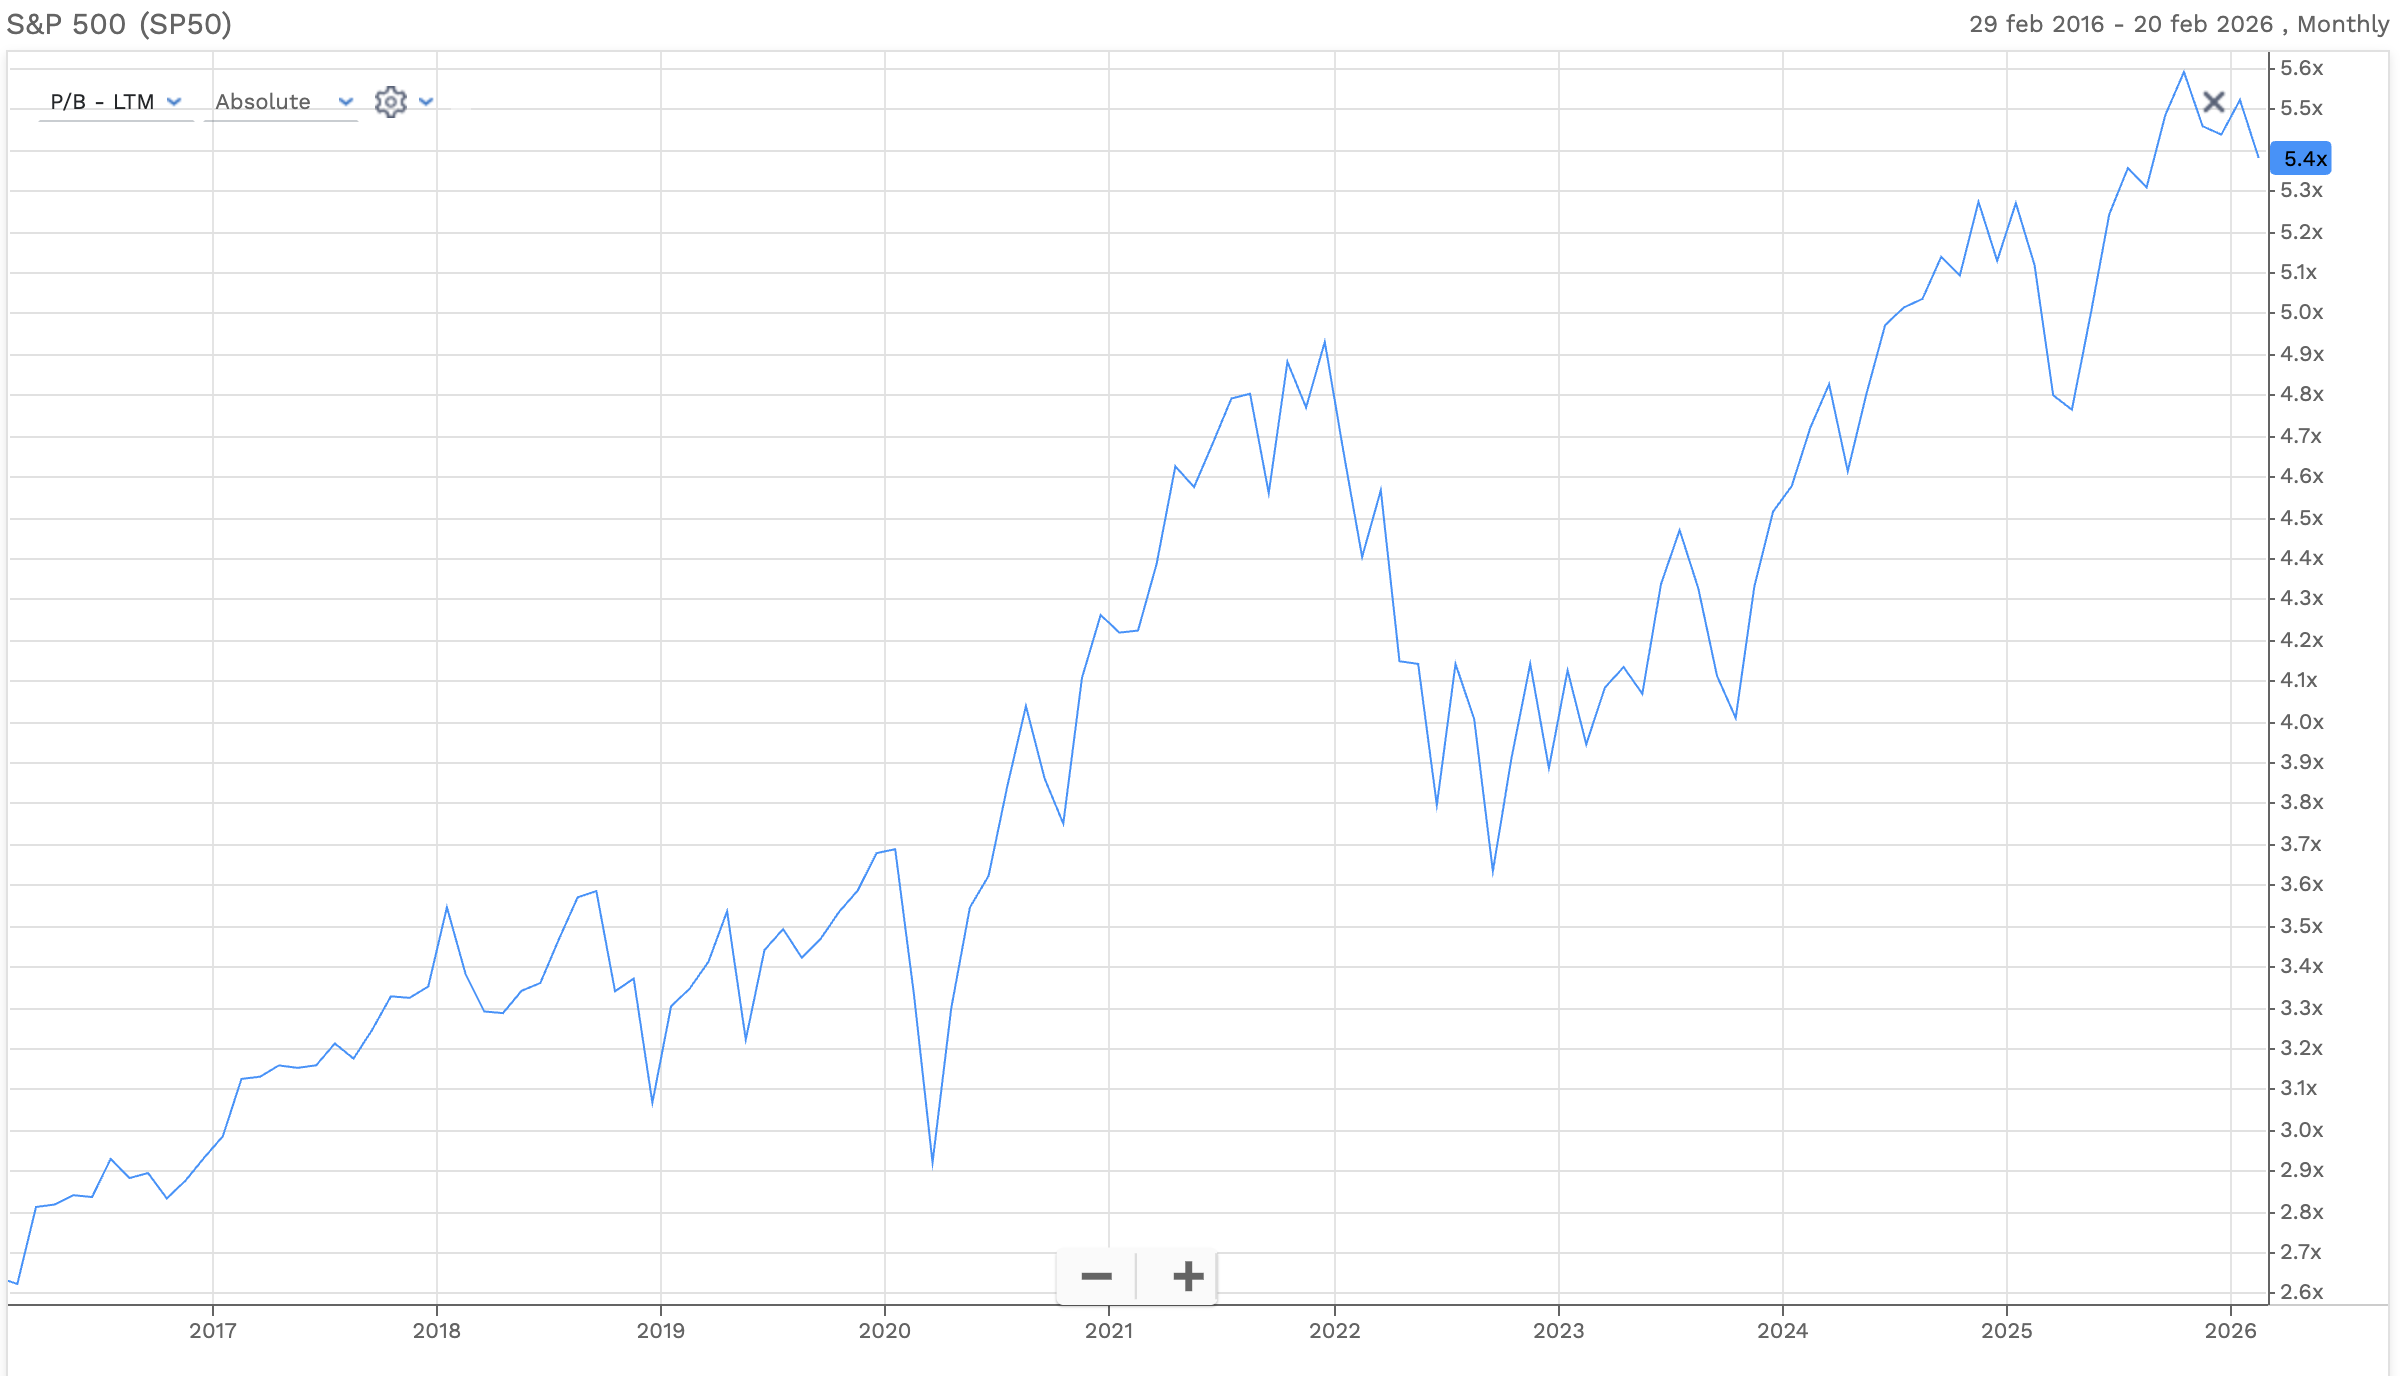 S&P 500 (SP50)
29 feb 2016 - 20 feb 2026 , Monthly
P/B - LTM
Absolute
5.6x
5.5x
5.4x
5.3x
5.2x
5.1x
5.0x
4.9x
4.8x
4.7x
4.6x
4.5x
4.4x
4.3x
4.2x
4.1x
4.0x
3.9x
3.8x
3.7x
3.6x
3.5x
3.4x
3.3x
3.2x
3.1x
3.0x
2.9x
2.8x
2.7x
2.6x
2017 2018 2019 2020 2021 2022 2023 2024 2025 2026